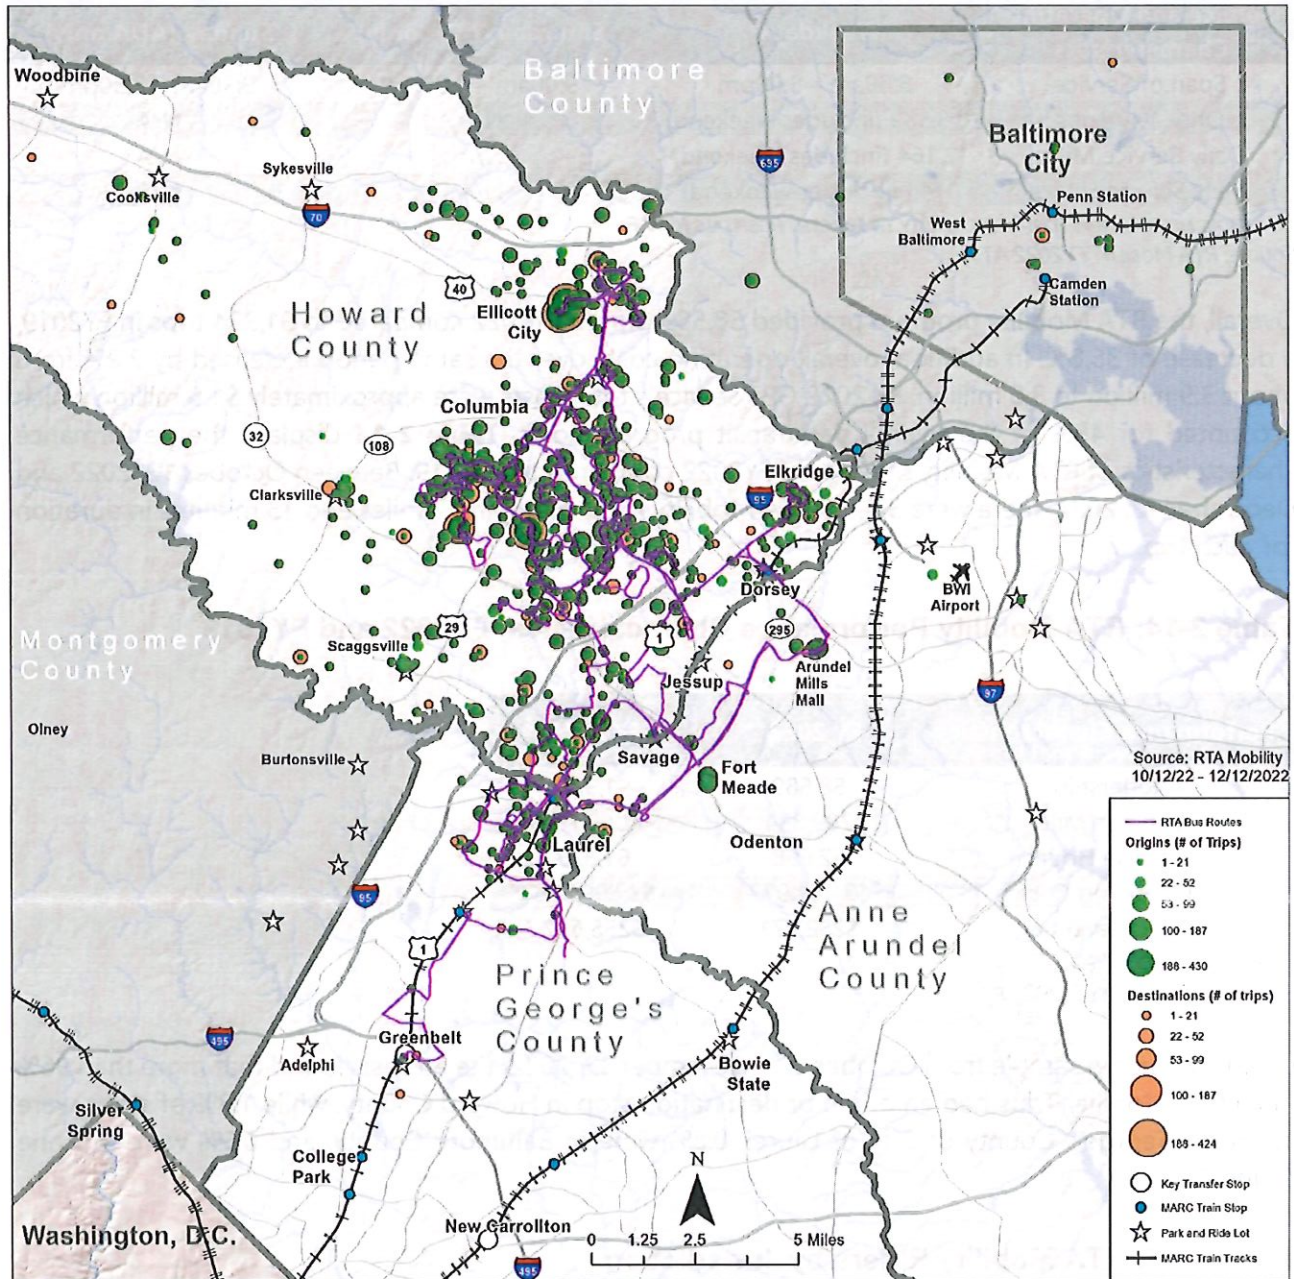 Woodbine
Baltimore
County
Sykesville
Cooksville
70
695
Baltimore
City
Penn Station
West
Baltimore
Camden
Station
40
Howard
County
Ellicott
City
Columbia
32
108
Clarksville
Elkridge
95
Dorsey
BWI
Airport
Montgomery
County
29
Scaggsville
1
295
Jessup
Arundel
Mills
Mall
97
Olney
Burtonsville
Savage
Fort
Meade
Source: RTA Mobility
10/12/22 - 12/12/2022
Laurel
Odenton
95
1
Anne
Arundel
County
Prince
George's
County
495
Greenbelt
Adelphi
Bowie
State
Silver
Spring
College
Park
New Carrollton
495
Washington, D.C.
N
0 1.25 2.5 5 Miles
RTA Bus Routes
Origins (# of Trips)
1 - 21
22 - 52
53 - 99
100 - 187
188 - 430
Destinations (# of trips)
1 - 21
22 - 52
53 - 99
100 - 187
188 - 424
Key Transfer Stop
MARC Train Stop
Park and Ride Lot
MARC Train Tracks